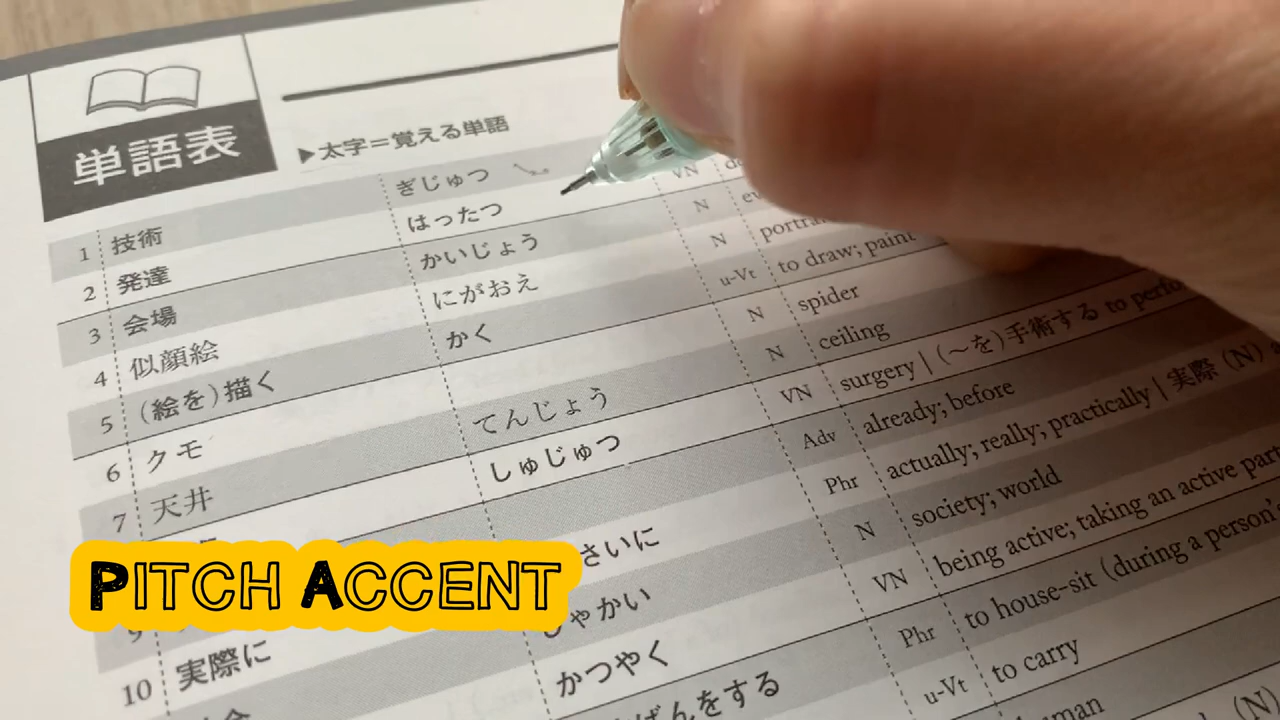 単語表
▶太字＝覚える単語
1 技術 ぎじゅつ
2 発達 はったつ VN
3 会場 かいじょう N
4 似顔絵 にがおえ N
5 (絵を)描く かく u-Vt to draw; paint
6 クモ N spider
7 天井 てんじょう N ceiling
しゅじゅつ VN surgery | (～を)手術する to
9 Adv already; before
10 実際に さいに Phr actually; really; practically | 実際 (N)
ゃかい N society; world
かつやく VN being active; taking an active part
んをする Phr to house-sit (during a person's
u-Vt to carry
(N)
PITCH ACCENT